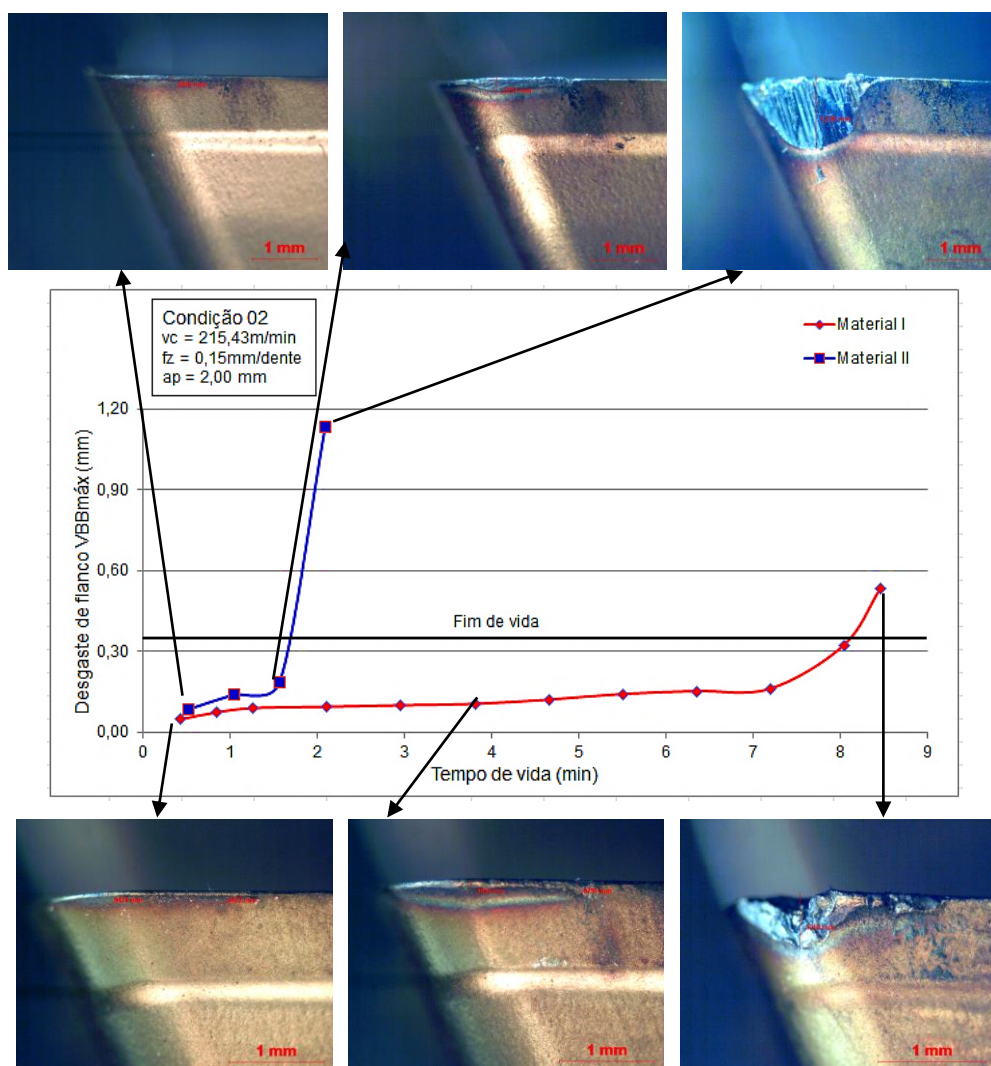 1 mm
1 mm
1 mm
Condição 02
vc = 215,43m/min
fz = 0,15mm/dente
ap = 2,00 mm
Material I
Material II
Desgaste de flanco VBBmáx (mm)
1,20
0,90
0,60
0,30
0,00
Fim de vida
0 1 2 3 4 5 6 7 8 9
Tempo de vida (min)
1 mm
1 mm
1 mm